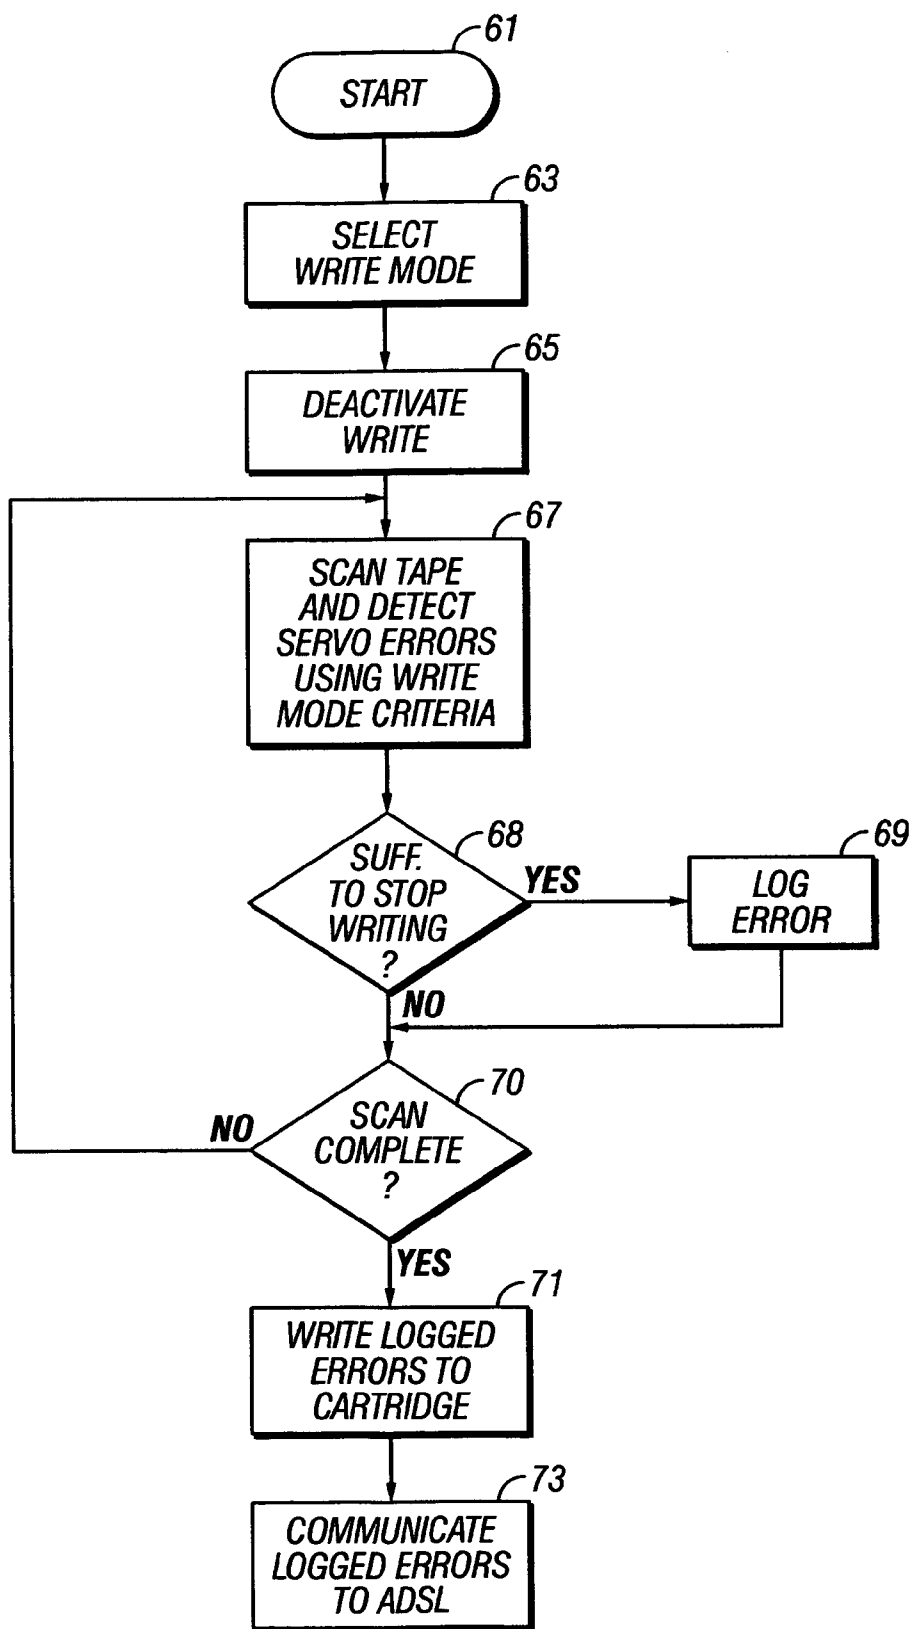 61
START
63
SELECT
WRITE MODE
65
DEACTIVATE
WRITE
67
SCAN TAPE
AND DETECT
SERVO ERRORS
USING WRITE
MODE CRITERIA
68
SUFF.
TO STOP
WRITING
?
YES
69
LOG
ERROR
NO
70
SCAN
COMPLETE
?
NO
YES
71
WRITE LOGGED
ERRORS TO
CARTRIDGE
73
COMMUNICATE
LOGGED ERRORS
TO ADSL